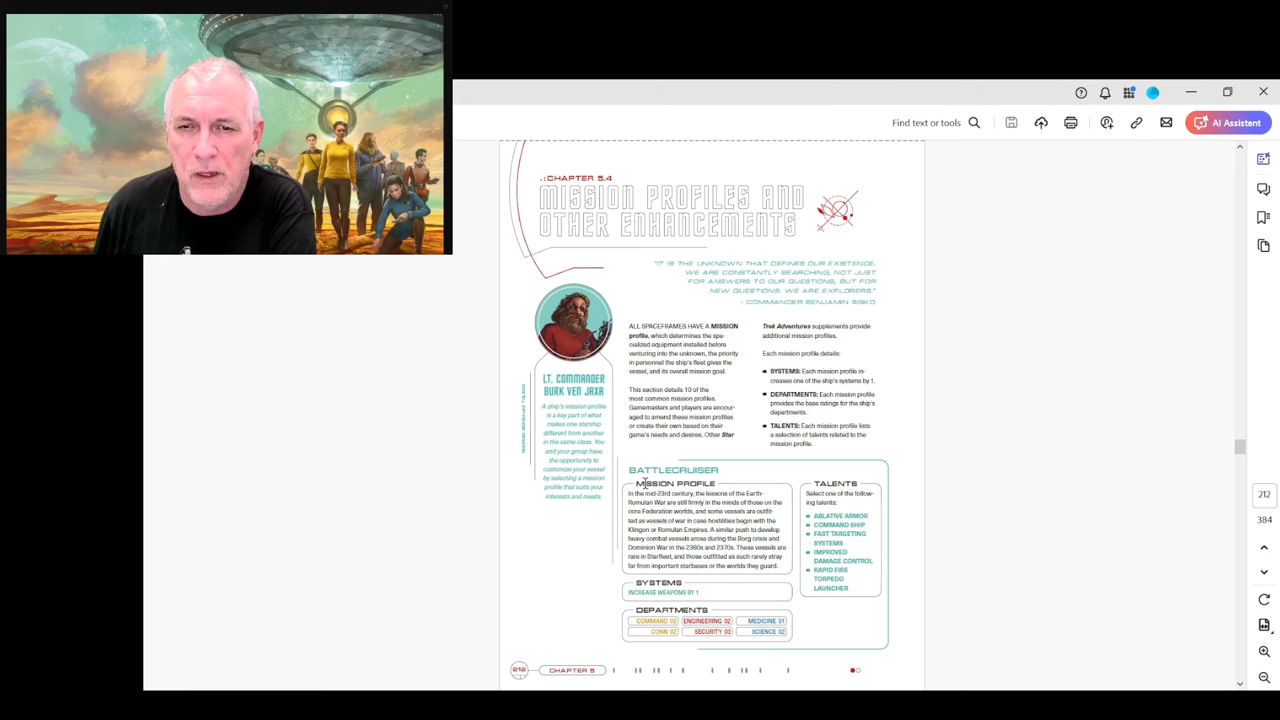 Find text or tools
AI Assistant
.:CHAPTER 5.4
MISSION PROFILES AND
OTHER ENHANCEMENTS
"IT IS THE UNKNOWN THAT DEFINES OUR EXISTENCE.
WE ARE CONSTANTLY SEARCHING, NOT JUST
FOR ANSWERS TO OUR QUESTIONS, BUT FOR
NEW QUESTIONS. WE ARE EXPLORERS."
- COMMANDER BENJAMIN SISKO
LT. COMMANDER
BURK VEN JAXA
A ship's mission profile
is a key part of what
makes one starship
different from another
in the same class. You
and your group have
the opportunity to
customize your vessel
by selecting a mission
profile that suits your
interests and needs.
ALL SPACEFRAMES HAVE A MISSION
profile, which determines the spe-
cialized equipment installed before
venturing into the unknown, the priority
in personnel the ship's fleet gives the
vessel, and its overall mission goal.
This section details 10 of the
most common mission profiles.
Gamemasters and players are encour-
aged to amend these mission profiles
or create their own based on their
game's needs and desires. Other Star
Trek Adventures supplements provide
additional mission profiles.
Each mission profile details:
SYSTEMS: Each mission profile in-
creases one of the ship's systems by 1.
DEPARTMENTS: Each mission profile
provides the base ratings for the ship's
departments.
TALENTS: Each mission profile lists
a selection of talents related to the
mission profile.
BATTLECRUISER
MISSION PROFILE
In the mid-23rd century, the lessons of the Earth-
Romulan War are still firmly in the minds of those on the
core Federation worlds, and some vessels are outfit-
ted as vessels of war in case hostilities begin with the
Klingon or Romulan Empires. A similar push to develop
heavy combat vessels arose during the Borg crisis and
Dominion War in the 2360s and 2370s. These vessels are
rare in Starfleet, and those outfitted as such rarely stray
far from important starbases or the worlds they guard.
SYSTEMS
INCREASE WEAPONS BY 1
DEPARTMENTS
COMMAND 02 ENGINEERING 02 MEDICINE 01
CONN 02 SECURITY 03 SCIENCE 02
TALENTS
Select one of the follow-
ing talents:
ABLATIVE ARMOR
COMMAND SHIP
FAST TARGETING
SYSTEMS
IMPROVED
DAMAGE CONTROL
RAPID FIRE
TORPEDO
LAUNCHER
212 CHAPTER 5
212
384